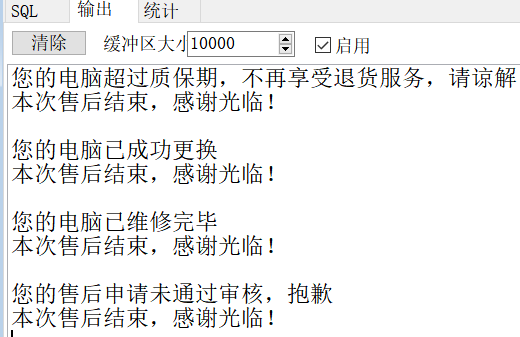 SQL 输出 统计
清除 缓冲区大小 10000 启用
您的电脑超过质保期，不再享受退货服务，请谅解
本次售后结束，感谢光临！
您的电脑已成功更换
本次售后结束，感谢光临！
您的电脑已维修完毕
本次售后结束，感谢光临！
您的售后申请未通过审核，抱歉
本次售后结束，感谢光临！